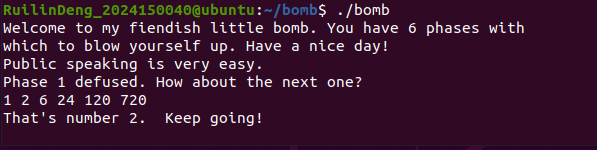 RuilinDeng_2024150040@ubuntu:~/bomb$ ./bomb
Welcome to my fiendish little bomb. You have 6 phases with
which to blow yourself up. Have a nice day!
Public speaking is very easy.
Phase 1 defused. How about the next one?
1 2 6 24 120 720
That's number 2.  Keep going!